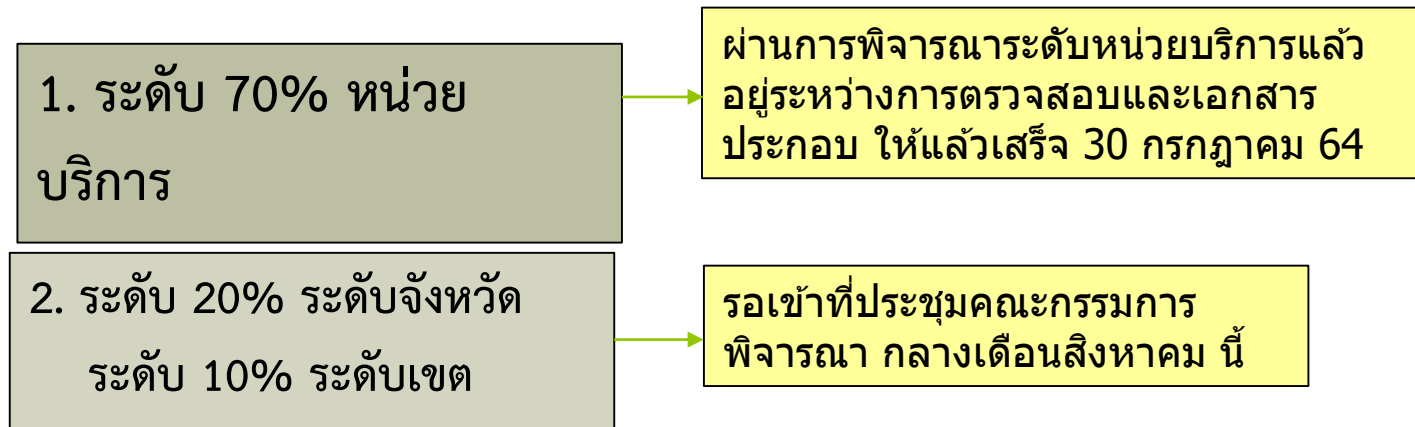 1. ระดับ 70% หน่วย
บริการ
ผ่านการพิจารณาระดับหน่วยบริการแล้ว
อยู่ระหว่างการตรวจสอบและเอกสาร
ประกอบ ให้แล้วเสร็จ 30 กรกฎาคม 64
2. ระดับ 20% ระดับจังหวัด
ระดับ 10% ระดับเขต
รอเข้าที่ประชุมคณะกรรมการ
พิจารณา กลางเดือนสิงหาคม นี้